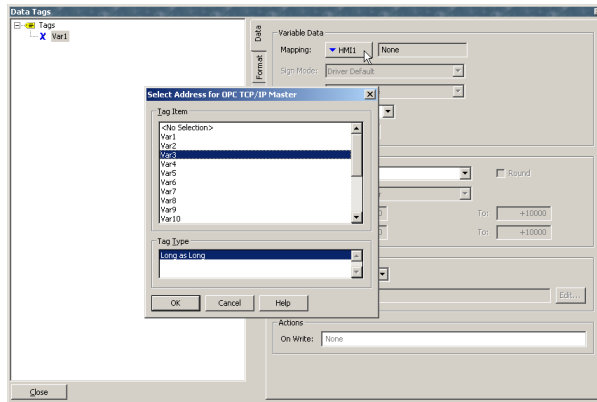 Data Tags
Tags
Var1
Data
Format
Variable Data
Mapping: HMI1 None
Sign Mode: Driver Default
Select Address for OPC TCP/IP Master
Tag Item
<No Selection>
Var1
Var2
Var3
Var4
Var5
Var6
Var7
Var8
Var9
Var10
Round
To: +10000
To: +10000
Tag Type
Long as Long
Edit...
OK Cancel Help
Actions
On Write: None
Close